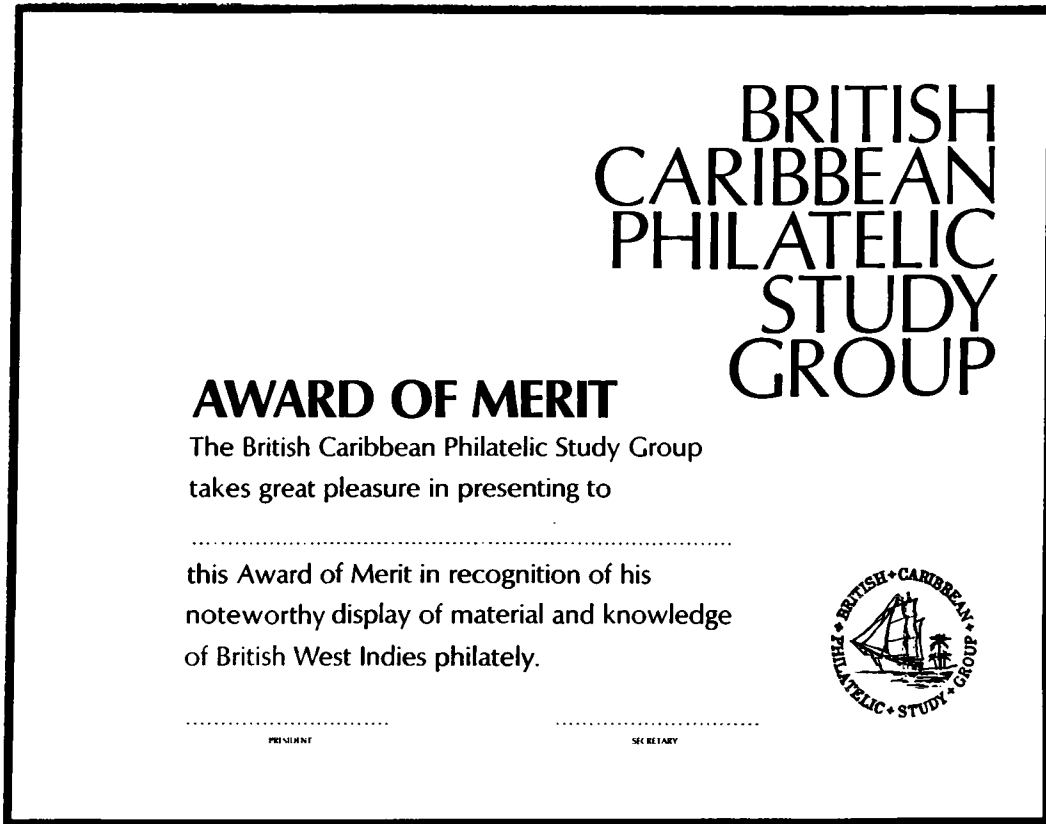 BRITISH
CARIBBEAN
PHILATELIC
STUDY
GROUP
AWARD OF MERIT
The British Caribbean Philatelic Study Group
takes great pleasure in presenting to
this Award of Merit in recognition of his
noteworthy display of material and knowledge
of British West Indies philately.
BRITISH + CARIBBEAN + PHILATELIC + STUDY + GROUP +
PRESIDENT
SECRETARY